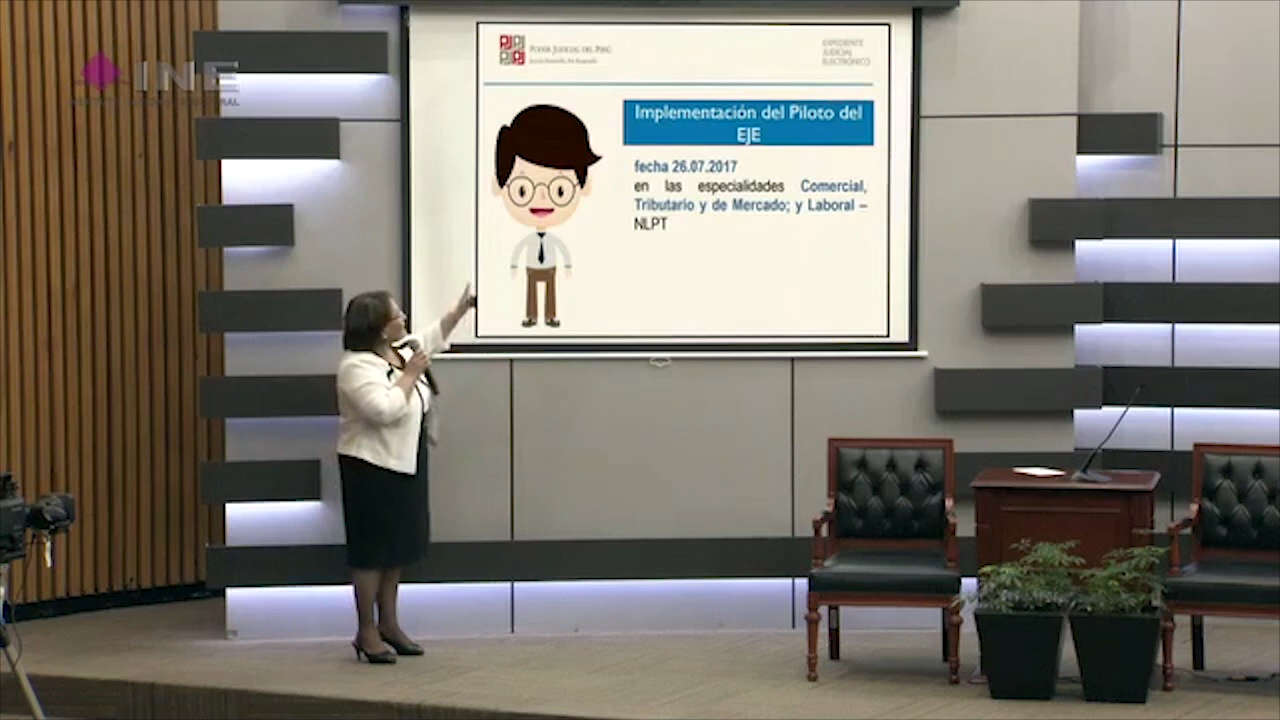 INE
PODER JUDICIAL DEL PERÚ
EXPEDIENTE
JUDICIAL
ELECTRÓNICO
Implementación del Piloto del
EJE
fecha 26.07.2017
en las especialidades Comercial,
Tributario y de Mercado; y Laboral –
NLPT